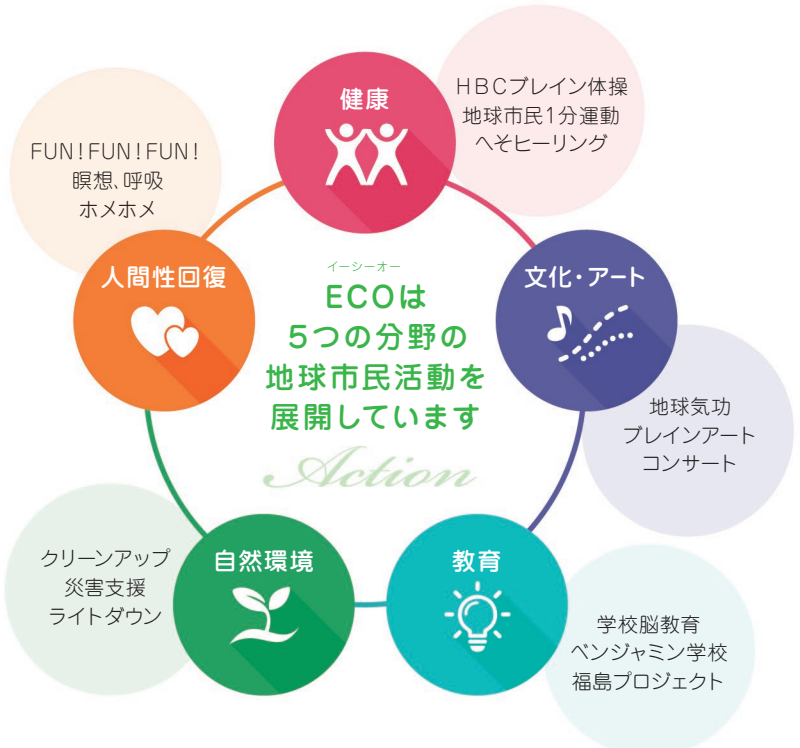 健康
HBCブレイン体操
地球市民1分運動
へそヒーリング
FUN!FUN!FUN!
瞑想、呼吸
ホメホメ
人間性回復
文化・アート
地球気功
ブレインアート
コンサート
イーシーオー
ECOは
5つの分野の
地球市民活動を
展開しています
Action
クリーンアップ
災害支援
ライトダウン
自然環境
教育
学校脳教育
ベンジャミン学校
福島プロジェクト